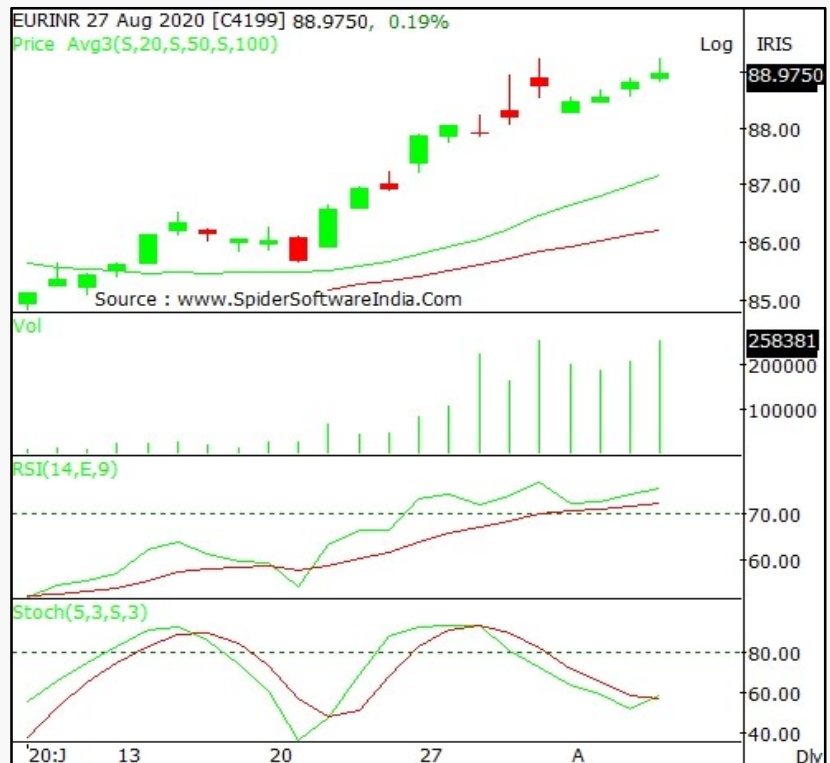 EURINR 27 Aug 2020 [C4199] 88.9750, 0.19%
Price Avg3(S,20,S,50,S,100)
Log IRIS
88.9750
88.00
87.00
86.00
85.00
Source : www.SpiderSoftwareIndia.Com
Vol
258381
200000
100000
RSI(14,E,9)
70.00
60.00
Stoch(5,3,S,3)
80.00
60.00
40.00
20:J 13 20 27 A Dly